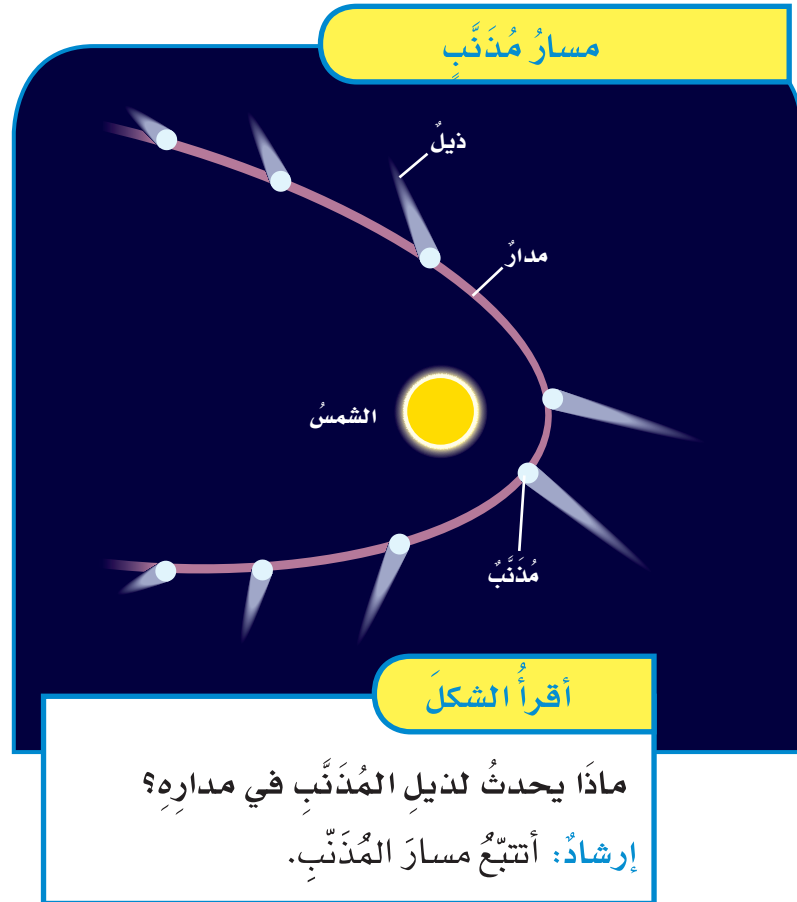 مسارُ مُذَنَّبٍ
ذيلٌ
مدارٌ
الشمسُ
مُذَنَّبٌ
أقرأُ الشكلَ
ماذَا يحدثُ لذيلِ المُذَنَّبِ في مدارِهِ؟
إرشادٌ: أتتبّعُ مسارَ المُذَنّبِ.